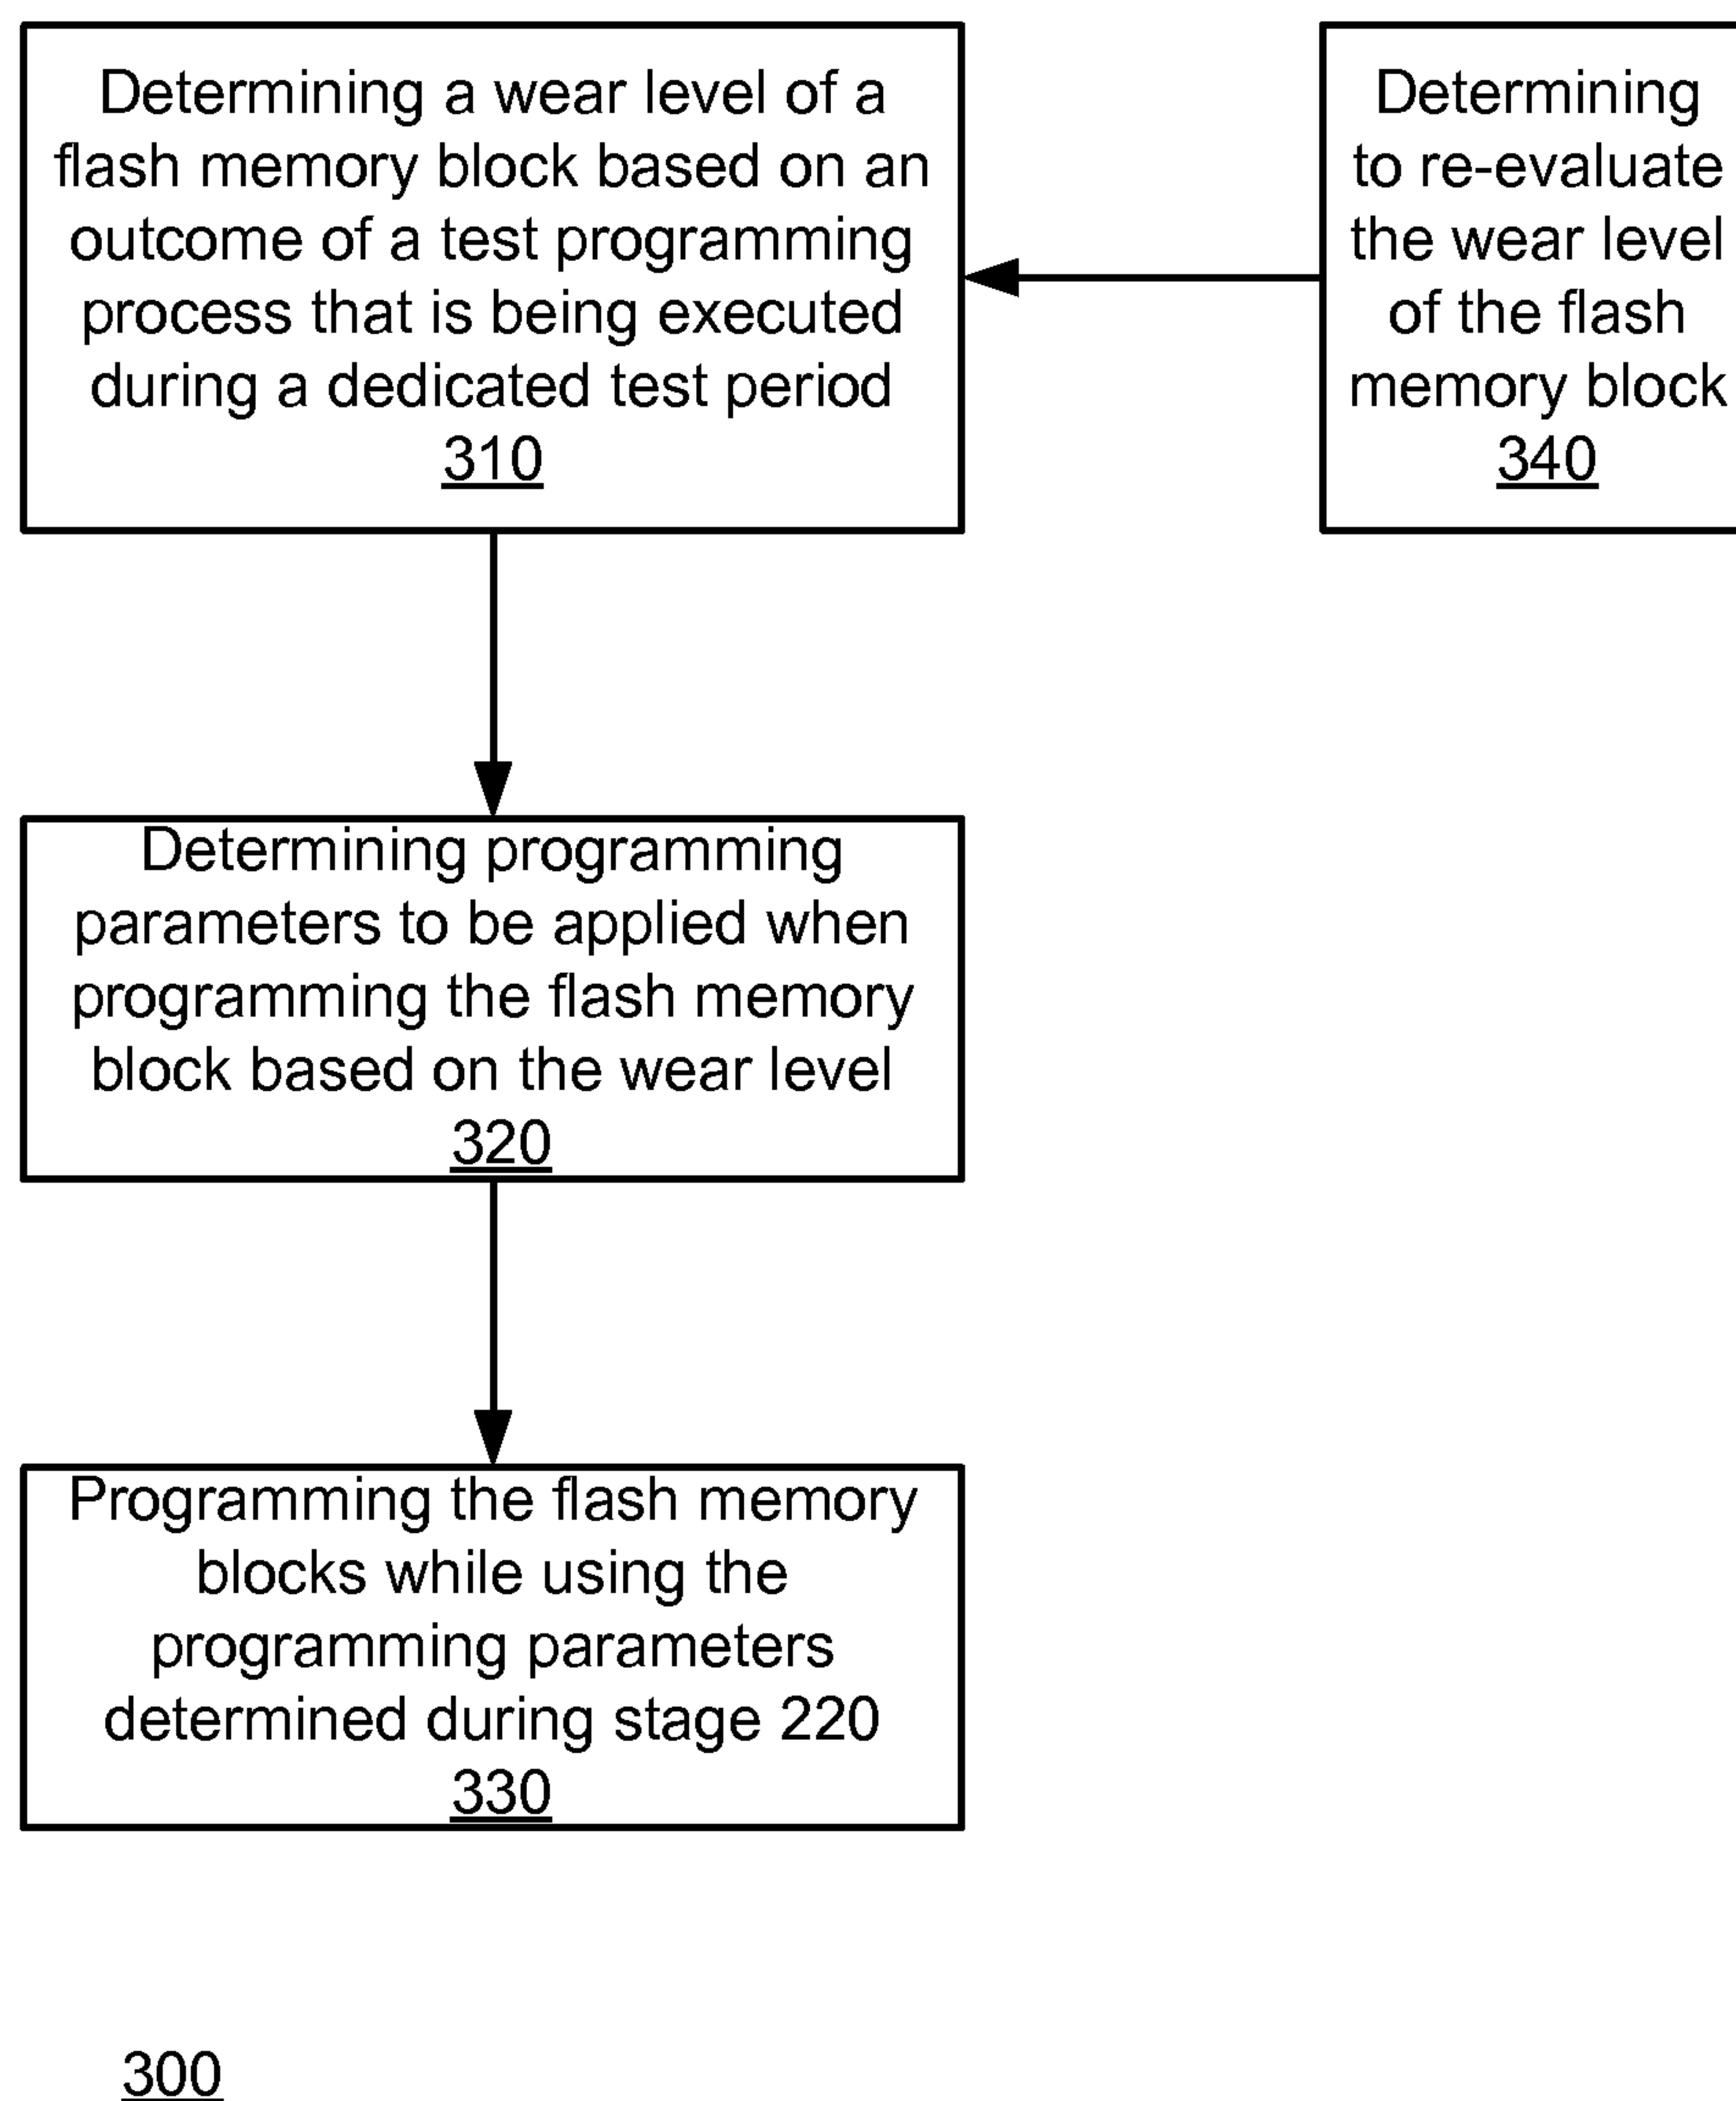 Determining a wear level of a
flash memory block based on an
outcome of a test programming
process that is being executed
during a dedicated test period
310
Determining
to re-evaluate
the wear level
of the flash
memory block
340
Determining programming
parameters to be applied when
programming the flash memory
block based on the wear level
320
Programming the flash memory
blocks while using the
programming parameters
determined during stage 220
330
300